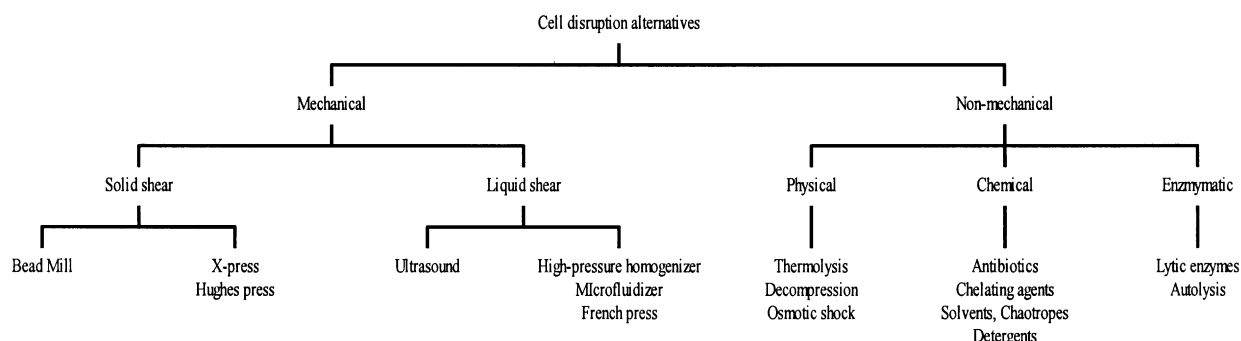 Cell disruption alternatives
Mechanical
Non-mechanical
Solid shear
Liquid shear
Physical
Chemical
Enzmymatic
Bead Mill
X-press
Hughes press
Ultrasound
High-pressure homogenizer
MIcrofluidizer
French press
Thermolysis
Decompression
Osmotic shock
Antibiotics
Chelating agents
Solvents, Chaotropes
Detergents
Lytic enzymes
Autolysis